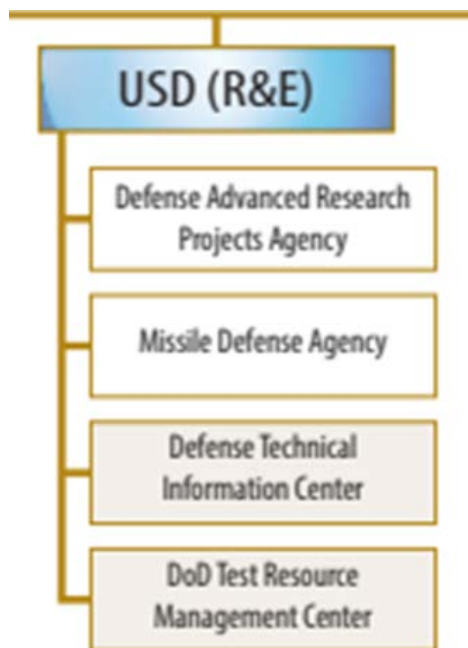 USD (R&E)
Defense Advanced Research
Projects Agency
Missile Defense Agency
Defense Technical
Information Center
DoD Test Resource
Management Center